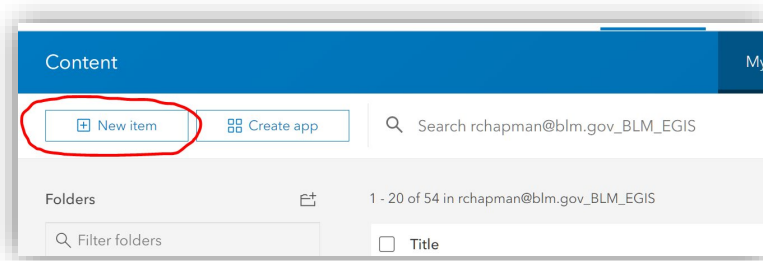 Content
My
New item
Create app
Search rchapman@blm.gov_BLM_EGIS
Folders
1 - 20 of 54 in rchapman@blm.gov_BLM_EGIS
Filter folders
Title